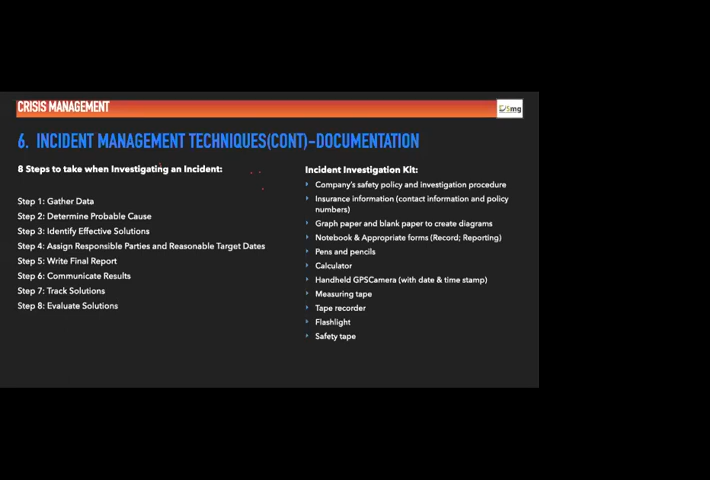 CRISIS MANAGEMENT
5mg
6. INCIDENT MANAGEMENT TECHNIQUES(CONT)-DOCUMENTATION
8 Steps to take when Investigating an Incident:
Step 1: Gather Data
Step 2: Determine Probable Cause
Step 3: Identify Effective Solutions
Step 4: Assign Responsible Parties and Reasonable Target Dates
Step 5: Write Final Report
Step 6: Communicate Results
Step 7: Track Solutions
Step 8: Evaluate Solutions
Incident Investigation Kit:
Company's safety policy and investigation procedure
Insurance information (contact information and policy
numbers)
Graph paper and blank paper to create diagrams
Notebook & Appropriate forms (Record; Reporting)
Pens and pencils
Calculator
Handheld GPSCamera (with date & time stamp)
Measuring tape
Tape recorder
Flashlight
Safety tape